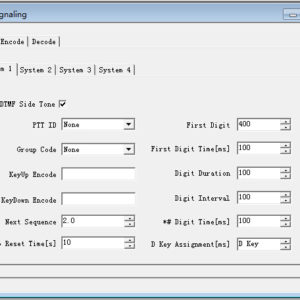 gnaling
Encode Decode
m 1 System 2 System 3 System 4
DTMF Side Tone
PTT ID None First Digit 400
Group Code None First Digit Time[ms] 100
KeyUp Encode Digit Duration 100
KeyDown Encode Digit Interval 100
Next Sequence 2.0 *# Digit Time[ms] 100
Reset Time[s] 10 D Key Assignment[ms] D Key